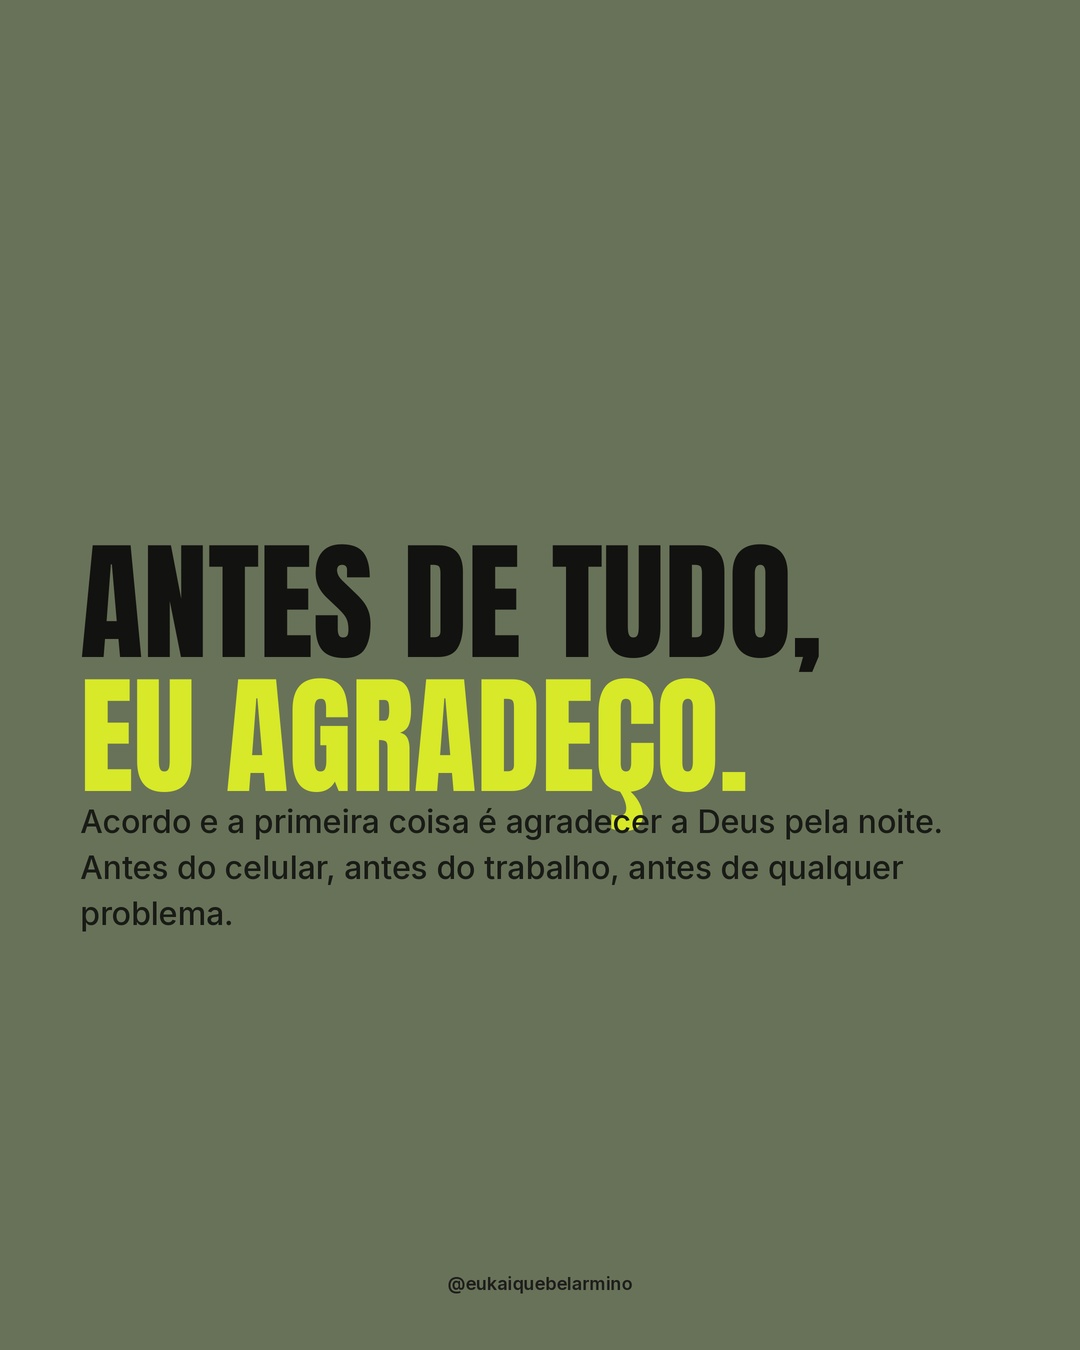 ANTES DE TUDO,
EU AGRADEÇO.
Acordo e a primeira coisa é agradecer a Deus pela noite.
Antes do celular, antes do trabalho, antes de qualquer
problema.
@eukaiquebelarmino